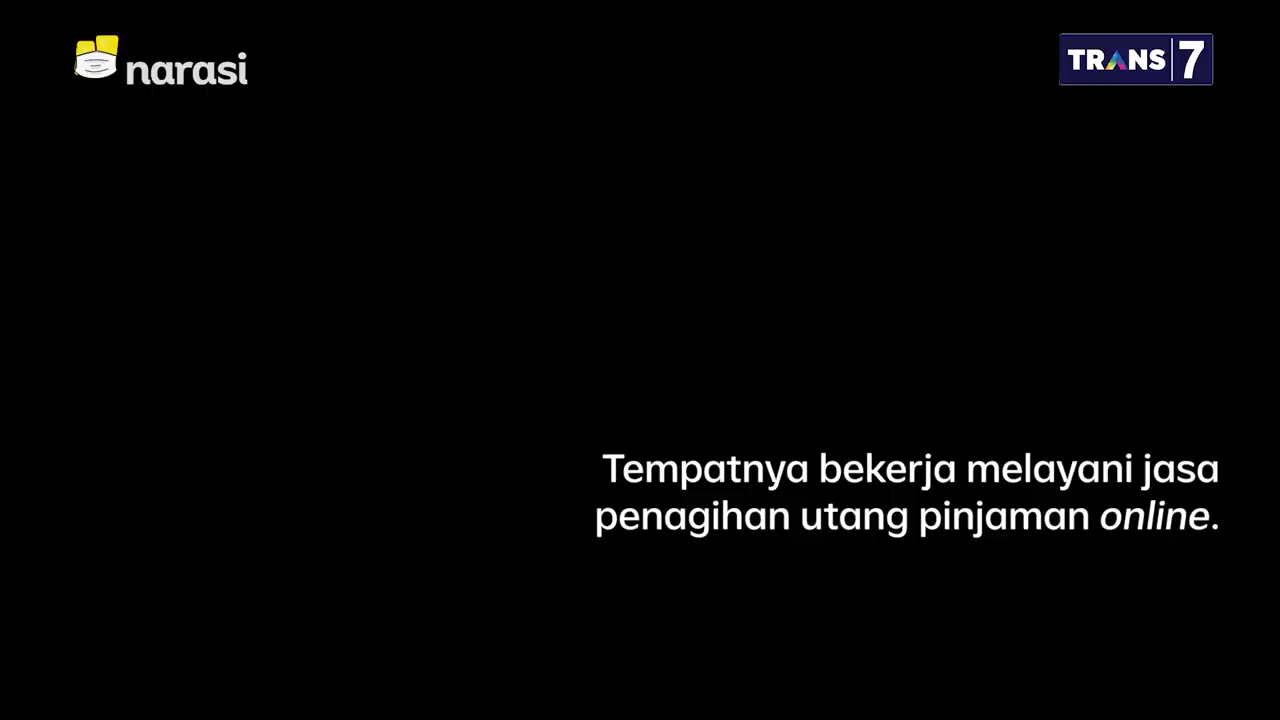 narasi
TRANS 7
Tempatnya bekerja melayani jasa
penagihan utang pinjaman online.